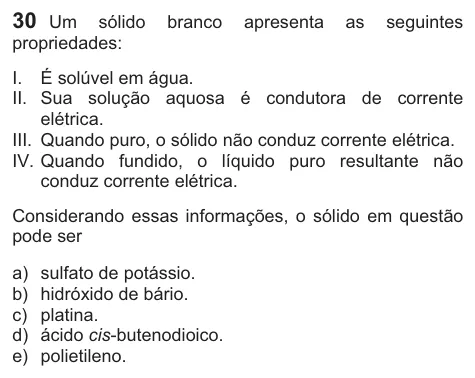 30 Um sólido branco apresenta as seguintes
propriedades:
I. É solúvel em água.
II. Sua solução aquosa é condutora de corrente
elétrica.
III. Quando puro, o sólido não conduz corrente elétrica.
IV. Quando fundido, o líquido puro resultante não
conduz corrente elétrica.
Considerando essas informações, o sólido em questão
pode ser
a) sulfato de potássio.
b) hidróxido de bário.
c) platina.
d) ácido cis-butenodioico.
e) polietileno.